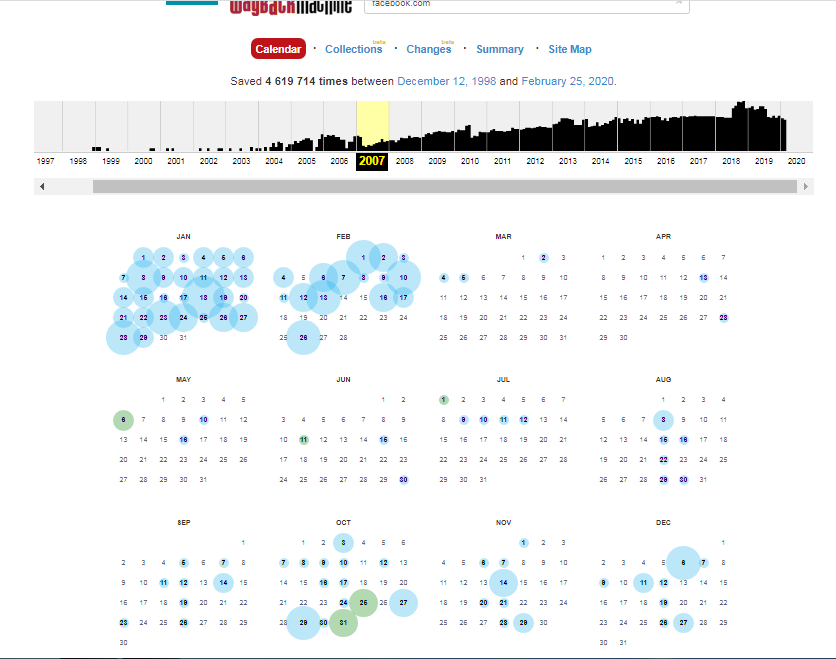 WayBackMachine
facebook.com
Calendar · Collections beta · Changes beta · Summary · Site Map
Saved 4 619 714 times between December 12, 1998 and February 25, 2020.
1997 1998 1999 2000 2001 2002 2003 2004 2005 2006 2007 2008 2009 2010 2011 2012 2013 2014 2015 2016 2017 2018 2019 2020
JAN FEB MAR APR
1 2 3 4 5 6 1 2 3 1 2 3 1 2 3 4 5 6 7
7 8 9 10 11 12 13 4 5 6 7 8 9 10 4 5 6 7 8 9 10 8 9 10 11 12 13 14
14 15 16 17 18 19 20 11 12 13 14 15 16 17 11 12 13 14 15 16 17 15 16 17 18 19 20 21
21 22 23 24 25 26 27 18 19 20 21 22 23 24 18 19 20 21 22 23 24 22 23 24 25 26 27 28
28 29 30 31 25 26 27 28 25 26 27 28 29 30 31 29 30
MAY JUN JUL AUG
1 2 3 4 5 1 2 1 2 3 4 5 6 7 1 2 3 4
6 7 8 9 10 11 12 3 4 5 6 7 8 9 8 9 10 11 12 13 14 5 6 7 8 9 10 11
13 14 15 16 17 18 19 10 11 12 13 14 15 16 15 16 17 18 19 20 21 12 13 14 15 16 17 18
20 21 22 23 24 25 26 17 18 19 20 21 22 23 22 23 24 25 26 27 28 19 20 21 22 23 24 25
27 28 29 30 31 24 25 26 27 28 29 30 29 30 31 26 27 28 29 30 31
SEP OCT NOV DEC
1 1 2 3 4 5 6 1 2 3 1
2 3 4 5 6 7 8 7 8 9 10 11 12 13 4 5 6 7 8 9 10 2 3 4 5 6 7 8
9 10 11 12 13 14 15 14 15 16 17 18 19 20 11 12 13 14 15 16 17 9 10 11 12 13 14 15
16 17 18 19 20 21 22 21 22 23 24 25 26 27 18 19 20 21 22 23 24 16 17 18 19 20 21 22
23 24 25 26 27 28 29 28 29 30 31 25 26 27 28 29 30 23 24 25 26 27 28 29
30 30 31